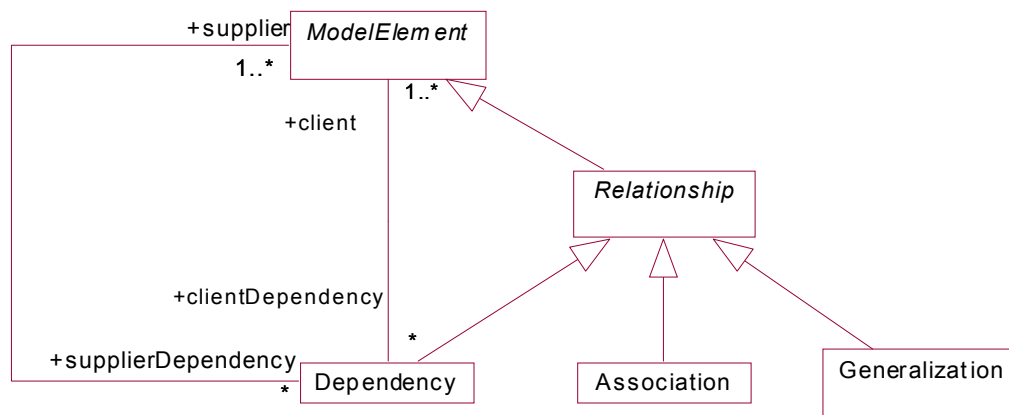 +supplier
ModelElement
1..*
1..*
+client
Relationship
+clientDependency
*
+supplierDependency
*
Dependency
Association
Generalization